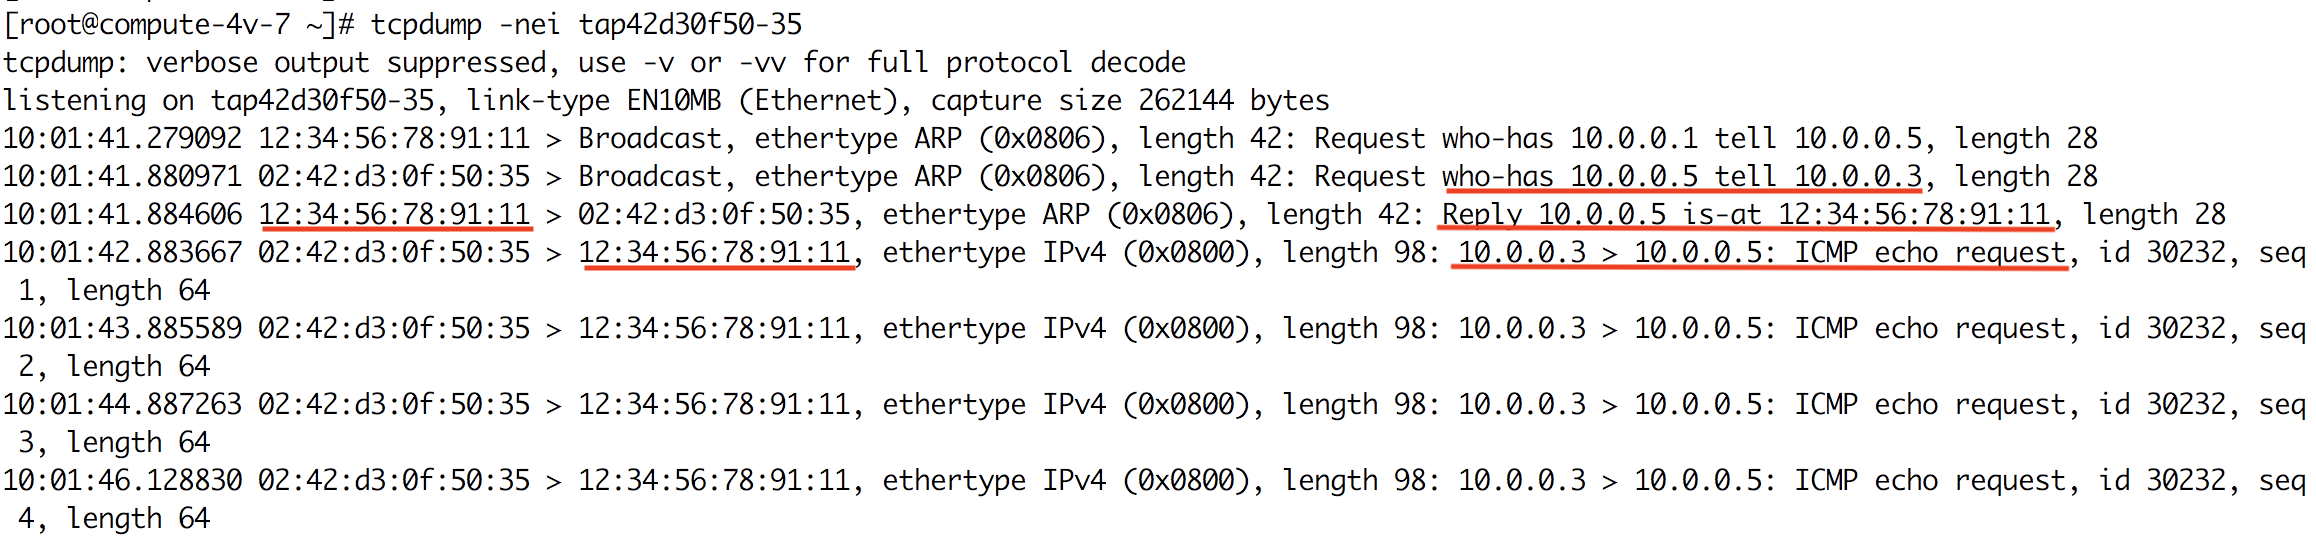 [root@compute-4v-7 ~]# tcpdump -nei tap42d30f50-35
tcpdump: verbose output suppressed, use -v or -vv for full protocol decode
listening on tap42d30f50-35, link-type EN10MB (Ethernet), capture size 262144 bytes
10:01:41.279092 12:34:56:78:91:11 > Broadcast, ethertype ARP (0x0806), length 42: Request who-has 10.0.0.1 tell 10.0.0.5, length 28
10:01:41.880971 02:42:d3:0f:50:35 > Broadcast, ethertype ARP (0x0806), length 42: Request who-has 10.0.0.5 tell 10.0.0.3, length 28
10:01:41.884606 12:34:56:78:91:11 > 02:42:d3:0f:50:35, ethertype ARP (0x0806), length 42: Reply 10.0.0.5 is-at 12:34:56:78:91:11, length 28
10:01:42.883667 02:42:d3:0f:50:35 > 12:34:56:78:91:11, ethertype IPv4 (0x0800), length 98: 10.0.0.3 > 10.0.0.5: ICMP echo request, id 30232, seq
 1, length 64
10:01:43.885589 02:42:d3:0f:50:35 > 12:34:56:78:91:11, ethertype IPv4 (0x0800), length 98: 10.0.0.3 > 10.0.0.5: ICMP echo request, id 30232, seq
 2, length 64
10:01:44.887263 02:42:d3:0f:50:35 > 12:34:56:78:91:11, ethertype IPv4 (0x0800), length 98: 10.0.0.3 > 10.0.0.5: ICMP echo request, id 30232, seq
 3, length 64
10:01:46.128830 02:42:d3:0f:50:35 > 12:34:56:78:91:11, ethertype IPv4 (0x0800), length 98: 10.0.0.3 > 10.0.0.5: ICMP echo request, id 30232, seq
 4, length 64